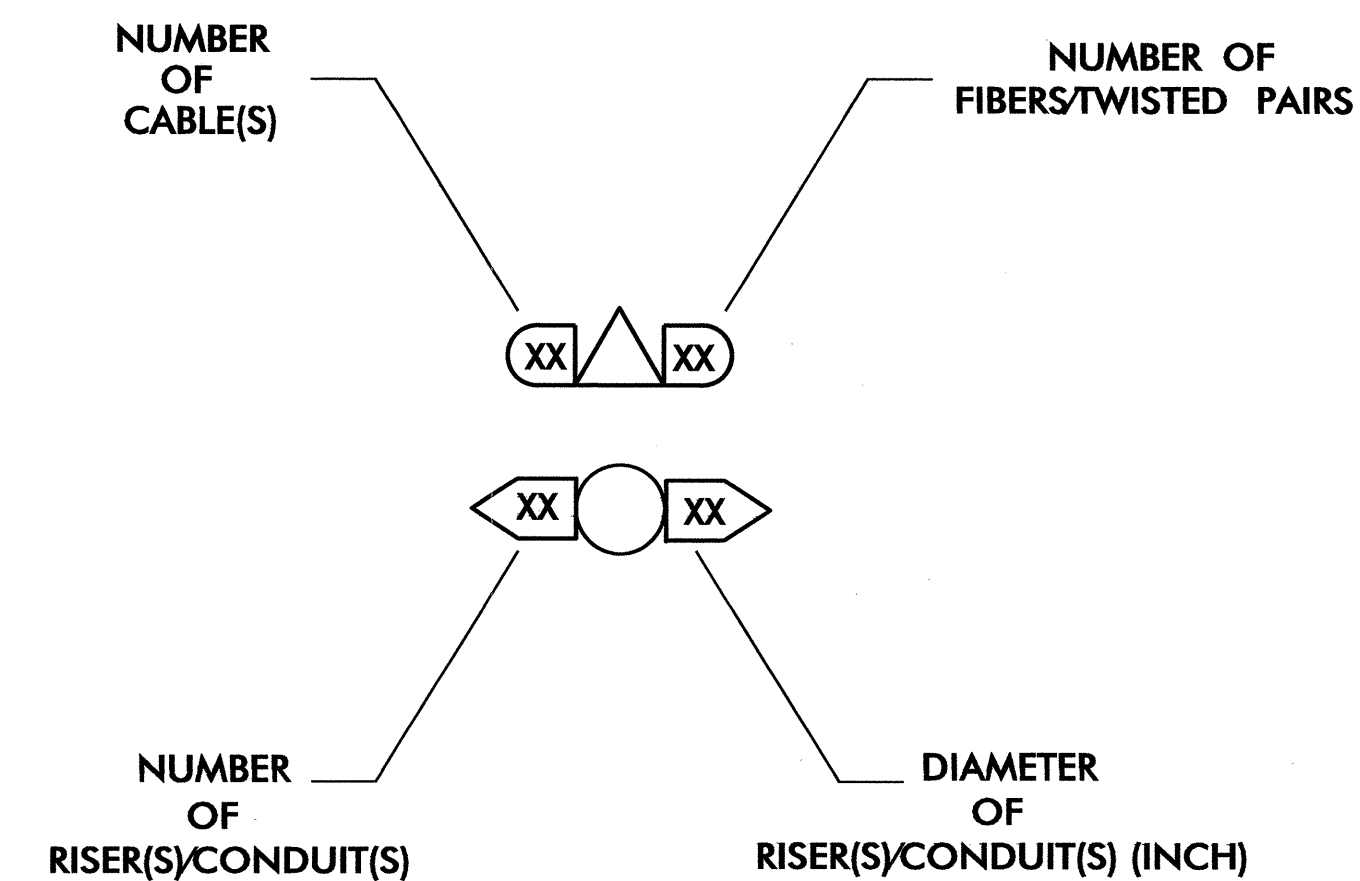 NUMBER
OF
CABLE(S)
NUMBER OF
FIBERS/TWISTED PAIRS
XX
XX
XX
XX
NUMBER
OF
RISER(S)/CONDUIT(S)
DIAMETER
OF
RISER(S)/CONDUIT(S) (INCH)